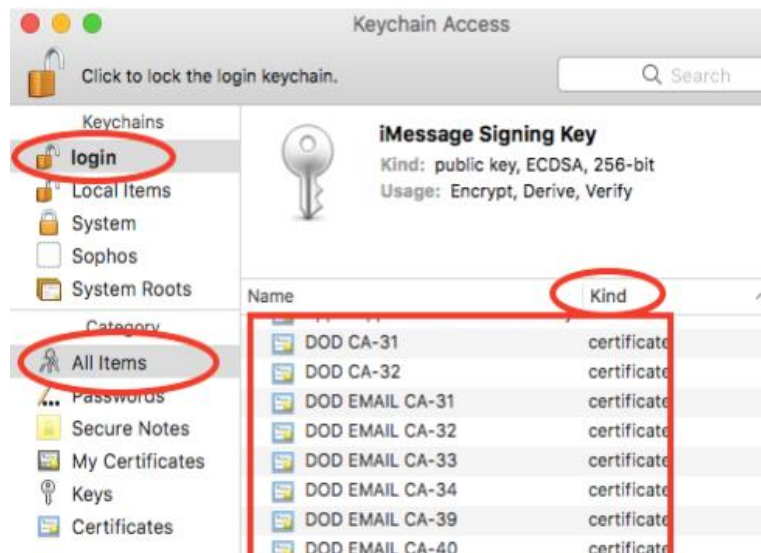 Keychain Access
Click to lock the login keychain.
Search
Keychains
login
Local Items
System
Sophos
System Roots
Category
All Items
Passwords
Secure Notes
My Certificates
Keys
Certificates
iMessage Signing Key
Kind: public key, ECDSA, 256-bit
Usage: Encrypt, Derive, Verify
Name Kind
DOD CA-31 certificate
DOD CA-32 certificate
DOD EMAIL CA-31 certificate
DOD EMAIL CA-32 certificate
DOD EMAIL CA-33 certificate
DOD EMAIL CA-34 certificate
DOD EMAIL CA-39 certificate
DOD EMAIL CA-40 certificate